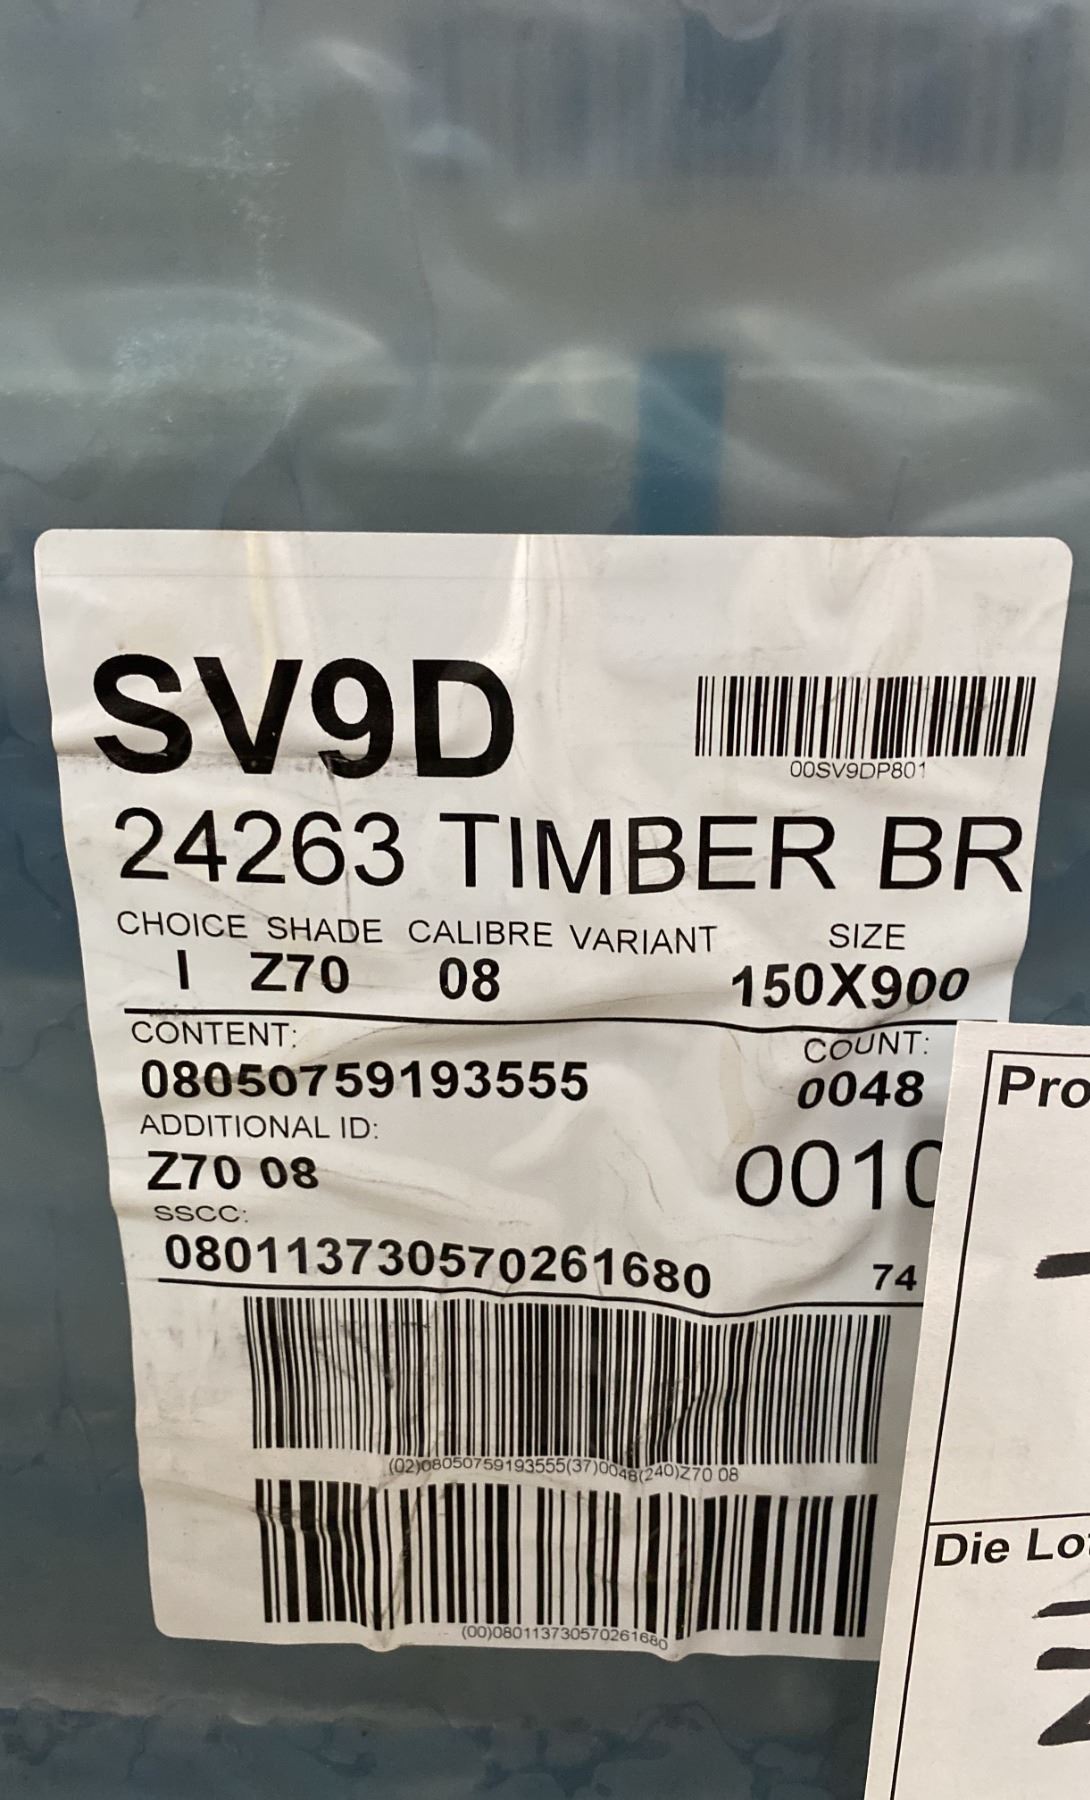 SV9D
00SV9DP801
24263 TIMBER BR
CHOICE SHADE CALIBRE VARIANT SIZE
I Z70 08 150X900
CONTENT: COUNT:
08050759193555 0048
ADDITIONAL ID:
Z70 08 0010
SSCC:
080113730570261680 74
(02)08050759193555(37)0048(240)Z70 08
(00)080113730570261680
Pro
Die Lo